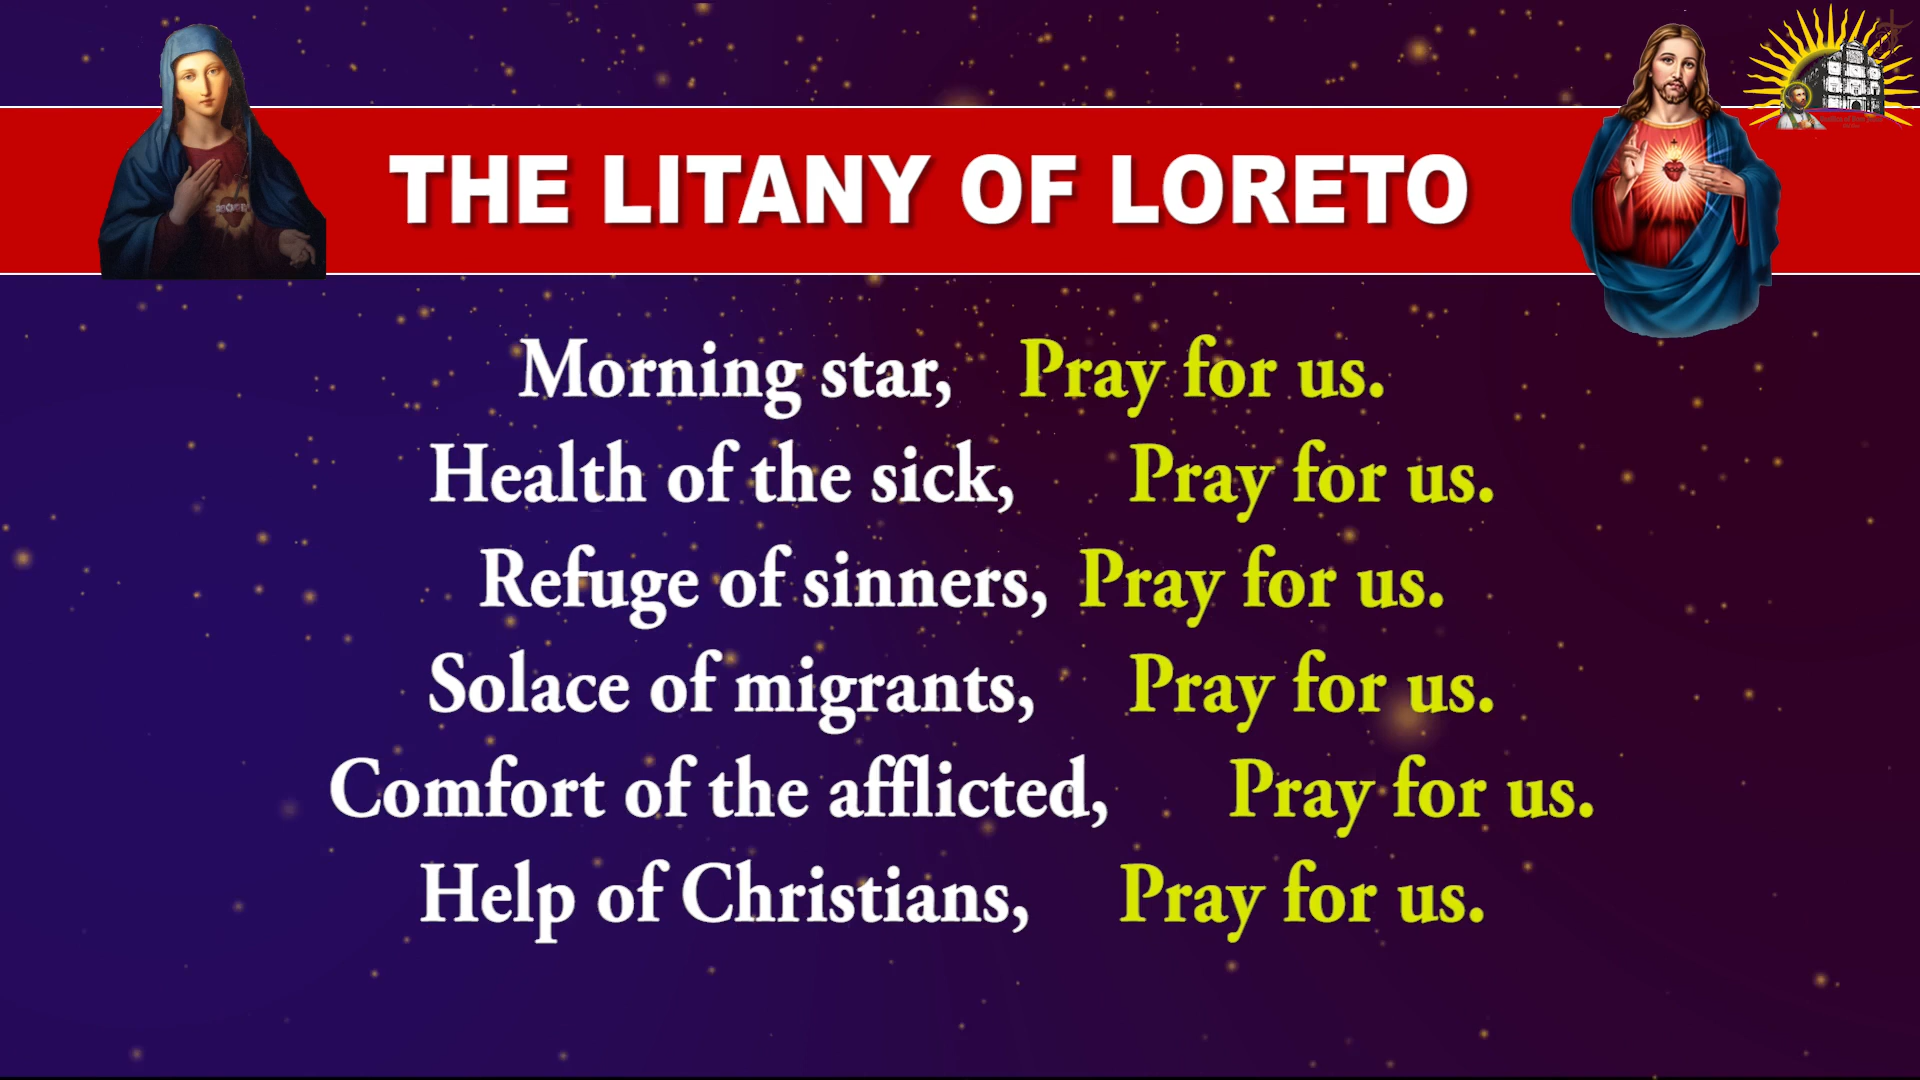 THE LITANY OF LORETO
Morning star, Pray for us.
Health of the sick, Pray for us.
Refuge of sinners, Pray for us.
Solace of migrants, Pray for us.
Comfort of the afflicted, Pray for us.
Help of Christians, Pray for us.